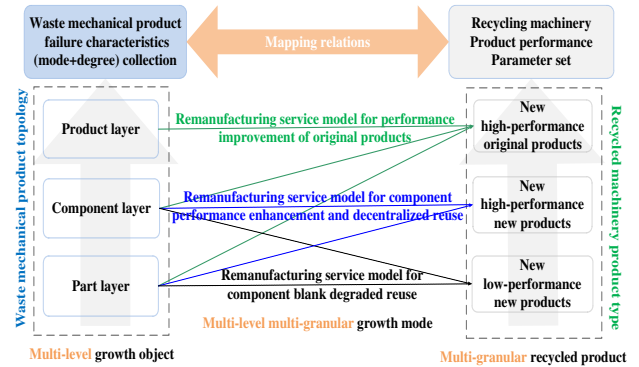 Waste mechanical product
failure characteristics
(mode+degree) collection
Mapping relations
Recycling machinery
Product performance
Parameter set
Waste mechanical product topology
Product layer
Component layer
Part layer
Remanufacturing service model for performance
improvement of original products
Remanufacturing service model for component
performance enhancement and decentralized reuse
Remanufacturing service model for
component blank degraded reuse
Multi-level multi-granular growth mode
New
high-performance
original products
New
high-performance
new products
New
low-performance
new products
Recycled machinery product type
Multi-level growth object
Multi-granular recycled product